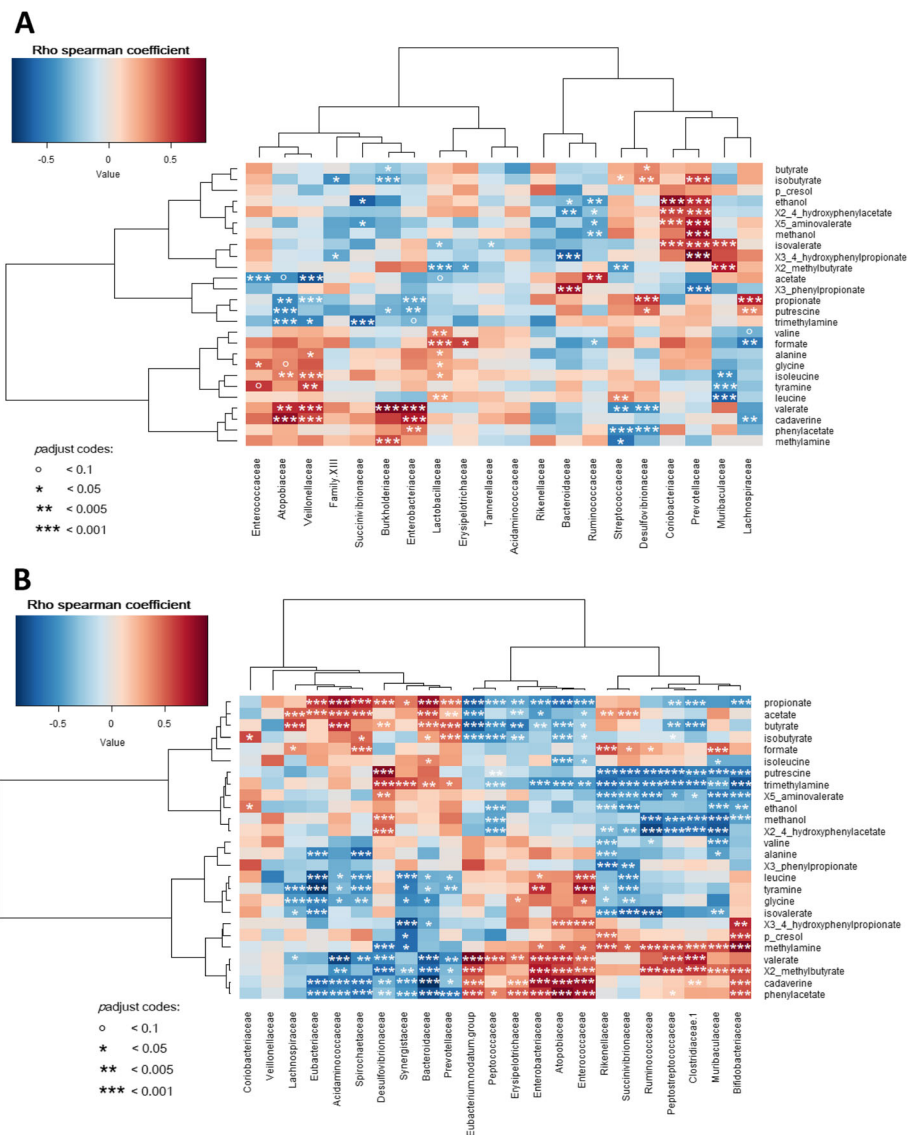 A
Rho spearman coefficient
-0.5 0 0.5
Value
butyrate
isobutyrate
p_cresol
ethanol
X2_4_hydroxyphenylacetate
X5_aminovalerate
methanol
isovalerate
X3_4_hydroxyphenylpropionate
X2_methylbutyrate
acetate
X3_phenylpropionate
propionate
putrescine
trimethylamine
valine
formate
alanine
glycine
isoleucine
tyramine
leucine
valerate
cadaverine
phenylacetate
methylamine
padjust codes:
o < 0.1
* < 0.05
** < 0.005
*** < 0.001
Enterococcaceae
Atopobiaceae
Veillonellaceae
Family.XIII
Succinivibrionaceae
Burkholderiaceae
Enterobacteriaceae
Lactobacillaceae
Erysipelotrichaceae
Tannerellaceae
Acidaminococcaceae
Rikenellaceae
Bacteroidaceae
Ruminococcaceae
Streptococcaceae
Desulfovibrionaceae
Coriobacteriaceae
Prevotellaceae
Muribaculaceae
Lachnospiraceae
B
Rho spearman coefficient
-0.5 0 0.5
Value
propionate
acetate
butyrate
isobutyrate
formate
isoleucine
putrescine
trimethylamine
X5_aminovalerate
ethanol
methanol
X2_4_hydroxyphenylacetate
valine
alanine
X3_phenylpropionate
leucine
tyramine
glycine
isovalerate
X3_4_hydroxyphenylpropionate
p_cresol
methylamine
valerate
X2_methylbutyrate
cadaverine
phenylacetate
padjust codes:
o < 0.1
* < 0.05
** < 0.005
*** < 0.001
Coriobacteriaceae
Veillonellaceae
Lachnospiraceae
Eubacteriaceae
Acidaminococcaceae
Spirochaetaceae
Desulfovibrionaceae
Synergistaceae
Bacteroidaceae
Prevotellaceae
Eubacterium.nodatum.group
Peptococcaceae
Erysipelotrichaceae
Enterobacteriaceae
Atopobiaceae
Enterococcaceae
Rikenellaceae
Succinivibrionaceae
Ruminococcaceae
Peptostreptococcaceae
Clostridiaceae.1
Muribaculaceae
Bifidobacteriaceae